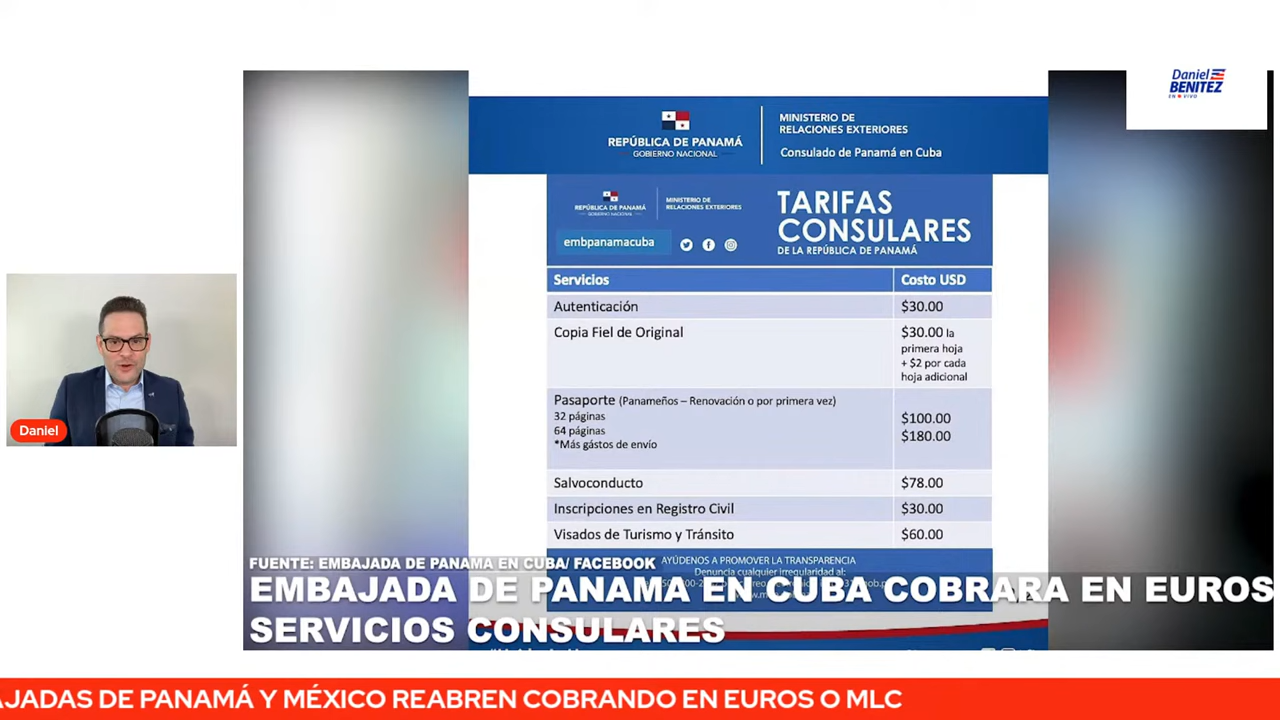 Daniel
BENITEZ
EN VIVO
REPÚBLICA DE PANAMÁ
GOBIERNO NACIONAL
MINISTERIO DE
RELACIONES EXTERIORES
Consulado de Panamá en Cuba
REPÚBLICA DE PANAMÁ
GOBIERNO NACIONAL
MINISTERIO DE
RELACIONES EXTERIORES
embpanamacuba
TARIFAS
CONSULARES
DE LA REPÚBLICA DE PANAMÁ
Servicios Costo USD
Autenticación $30.00
Copia Fiel de Original $30.00 la
primera hoja
+ $2 por cada
hoja adicional
Pasaporte (Panameños – Renovación o por primera vez)
32 páginas $100.00
64 páginas $180.00
*Más gástos de envío
Salvoconducto $78.00
Inscripciones en Registro Civil $30.00
Visados de Turismo y Tránsito $60.00
AYÚDENOS A PROMOVER LA TRANSPARENCIA
Denuncia cualquier irregularidad al:
Daniel
FUENTE: EMBAJADA DE PANAMA EN CUBA/ FACEBOOK
EMBAJADA DE PANAMA EN CUBA COBRARA EN EUROS
SERVICIOS CONSULARES
AJADAS DE PANAMÁ Y MÉXICO REABREN COBRANDO EN EUROS O MLC